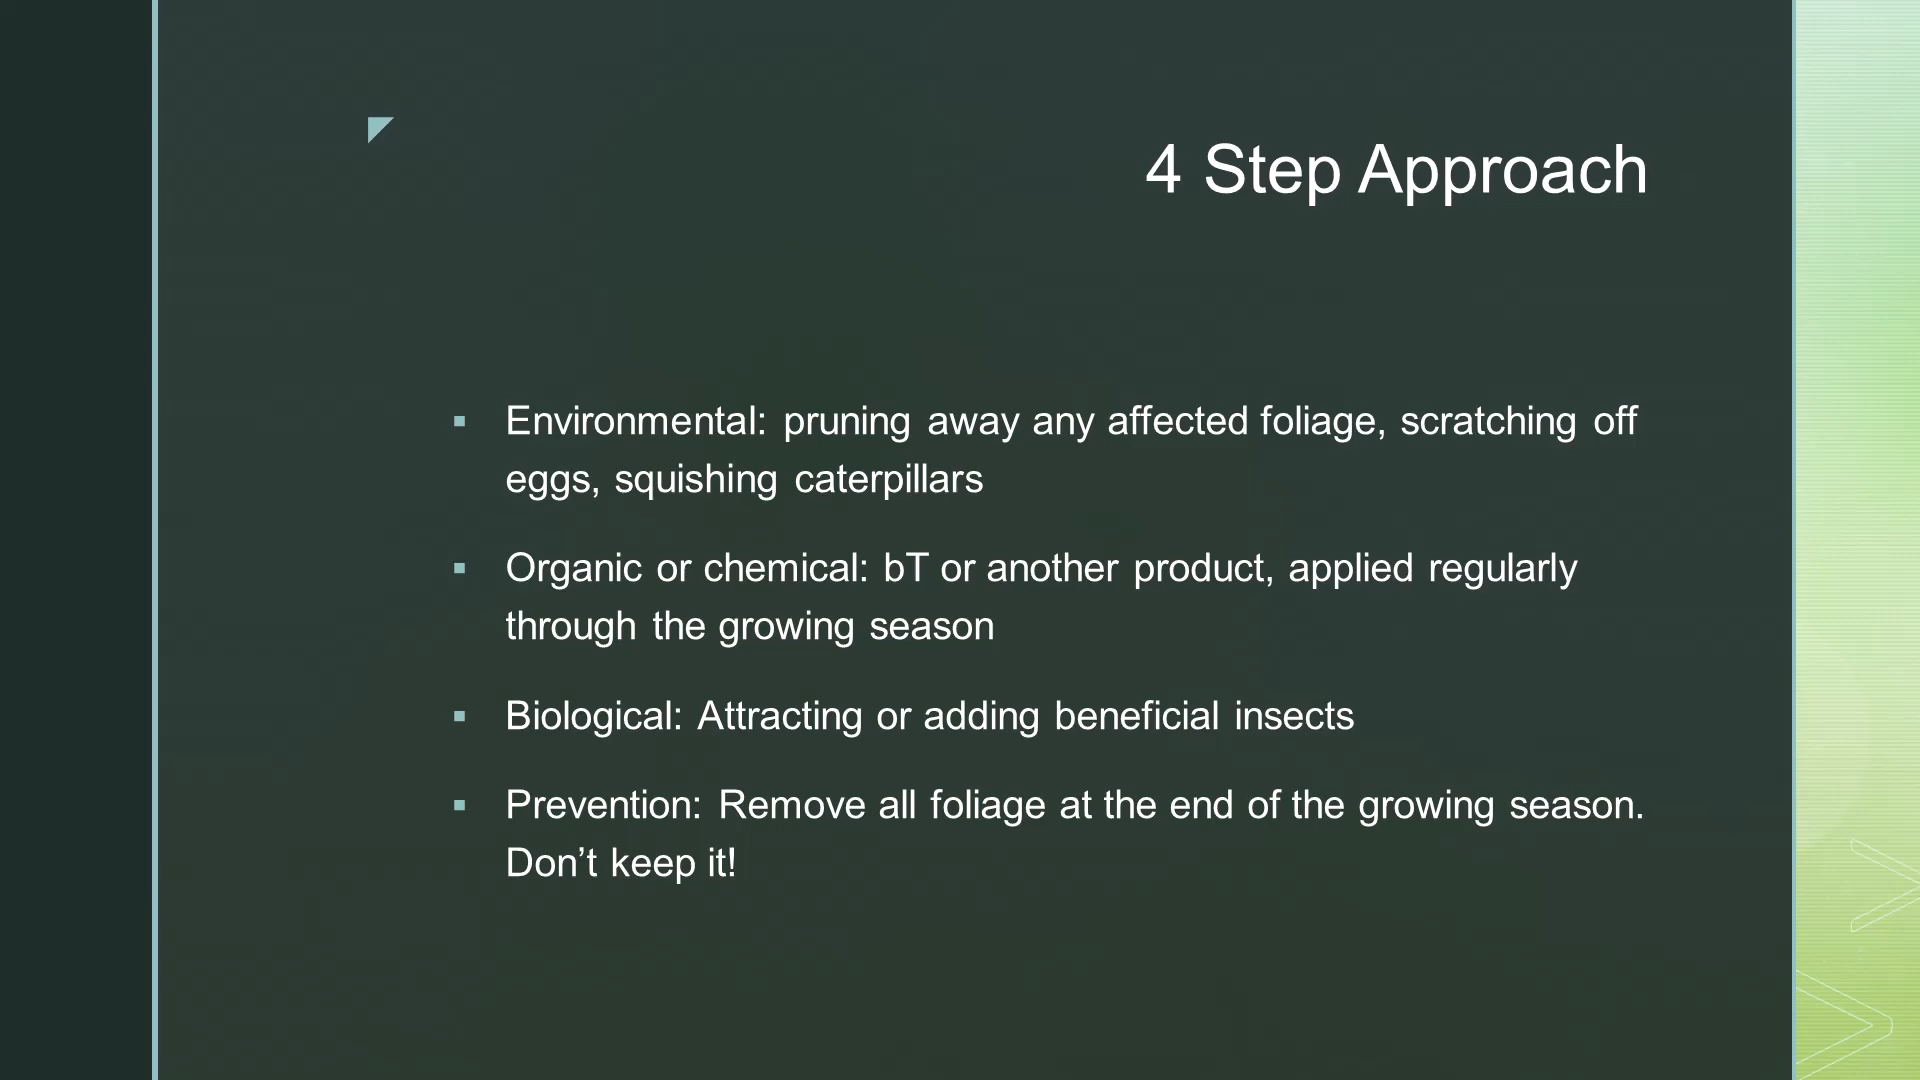 4 Step Approach
Environmental: pruning away any affected foliage, scratching off
eggs, squishing caterpillars
Organic or chemical: bT or another product, applied regularly
through the growing season
Biological: Attracting or adding beneficial insects
Prevention: Remove all foliage at the end of the growing season.
Don’t keep it!